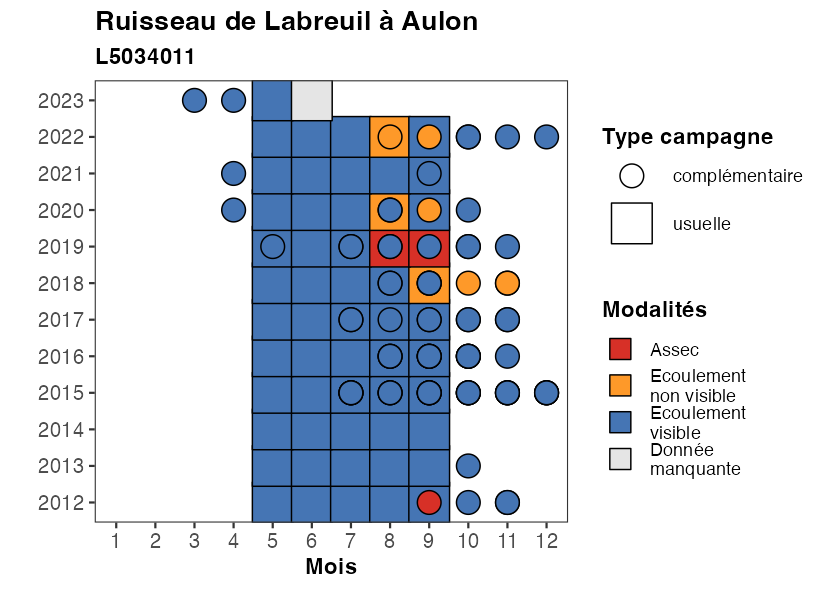 Ruisseau de Labreuil à Aulon
L5034011
2023
2022
2021
2020
2019
2018
2017
2016
2015
2014
2013
2012
1 2 3 4 5 6 7 8 9 10 11 12
Mois
Type campagne
complémentaire
usuelle
Modalités
Assec
Ecoulement
non visible
Ecoulement
visible
Donnée
manquante